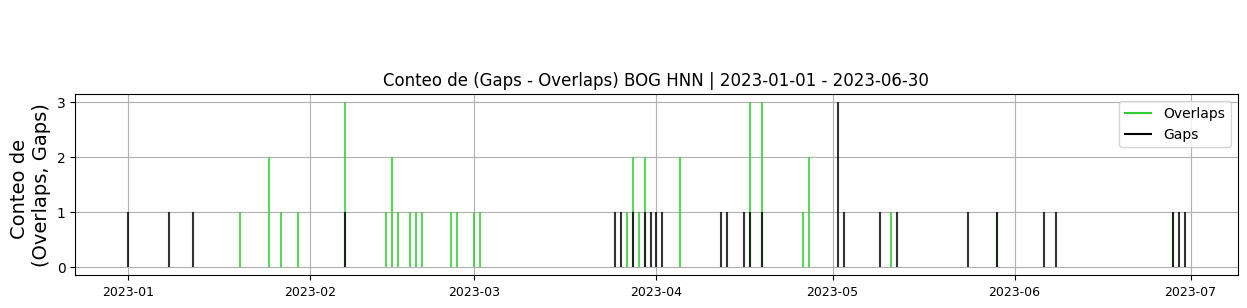 Conteo de (Gaps - Overlaps) BOG HNN | 2023-01-01 - 2023-06-30
Conteo de
(Overlaps, Gaps)
3
2
1
0
Overlaps
Gaps
2023-01
2023-02
2023-03
2023-04
2023-05
2023-06
2023-07